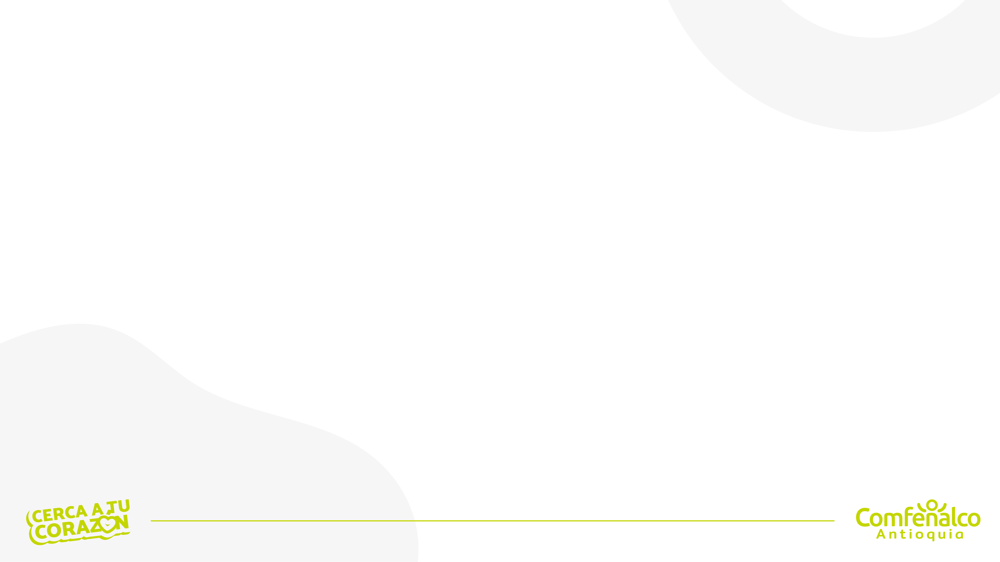 CERCA A TU
CORAZÓN
Comfenalco
Antioquia